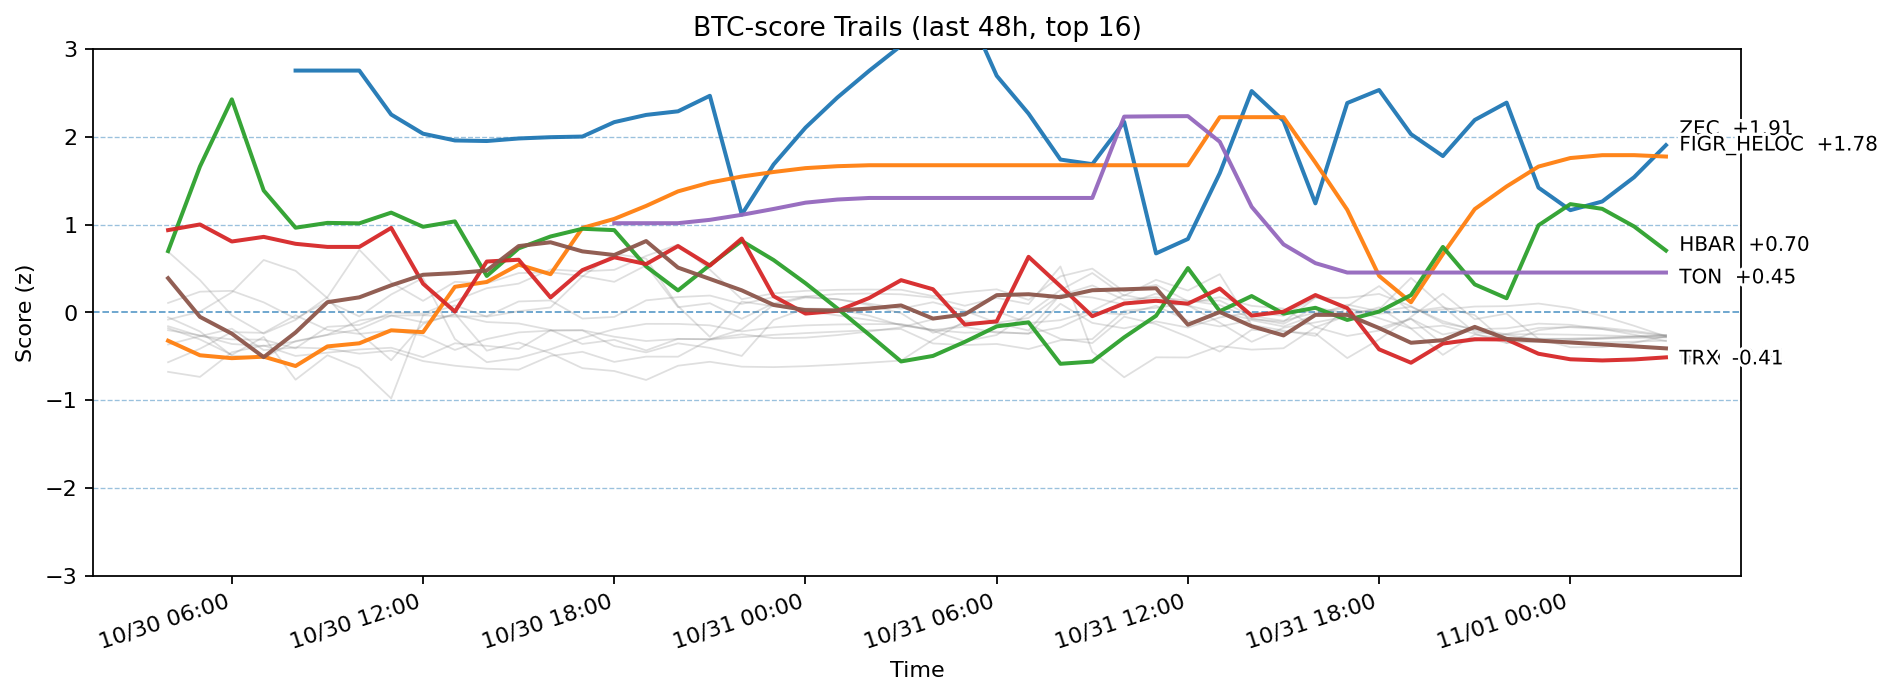 BTC-score Trails (last 48h, top 16)
Score (z)
3
2
1
0
−1
−2
−3
ZEC +1.91
FIGR_HELOC +1.78
HBAR +0.70
TON +0.45
TRX -0.41
10/30 06:00
10/30 12:00
10/30 18:00
10/31 00:00
10/31 06:00
10/31 12:00
10/31 18:00
11/01 00:00
Time